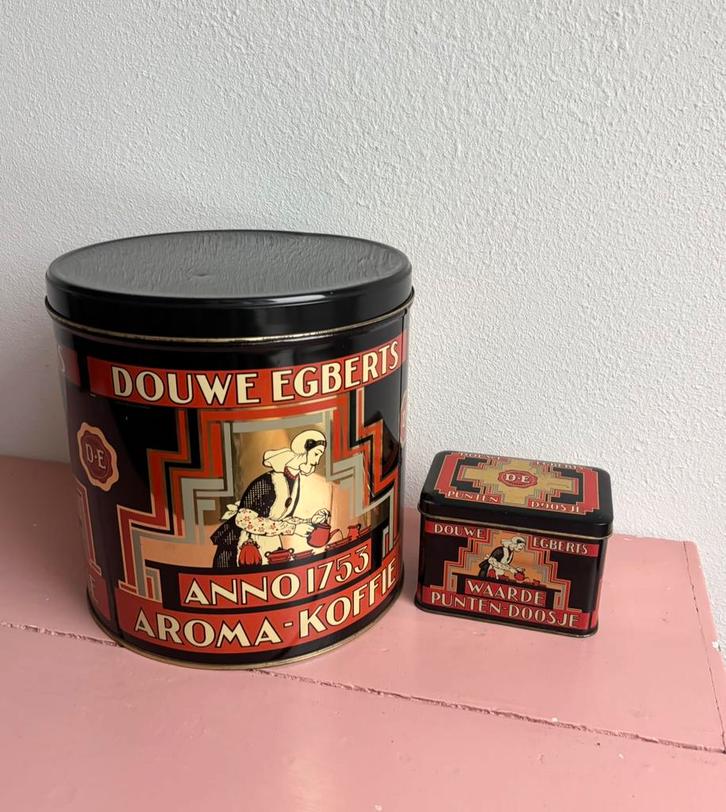 DOUWE EGBERTS
D·E
ANNO 1753
AROMA-KOFFIE
DOUWE EGBERTS
D·E
PUNTEN DOOSJE
DOUWE EGBERTS
WAARDE
PUNTEN-DOOSJE